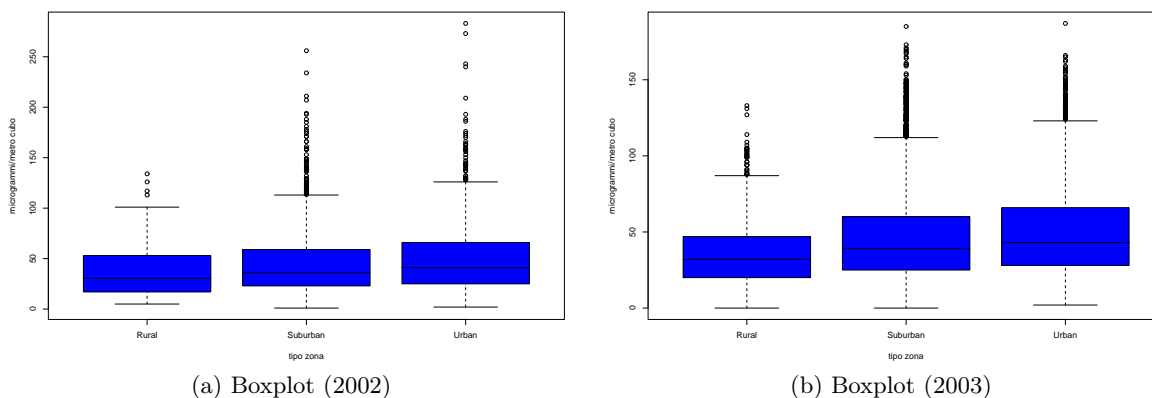 250
200
150
100
50
0
microgrammi/metro cubo
Rural Suburban Urban
tipo zona
(a) Boxplot (2002)
150
100
50
0
microgrammi/metro cubo
Rural Suburban Urban
tipo zona
(b) Boxplot (2003)